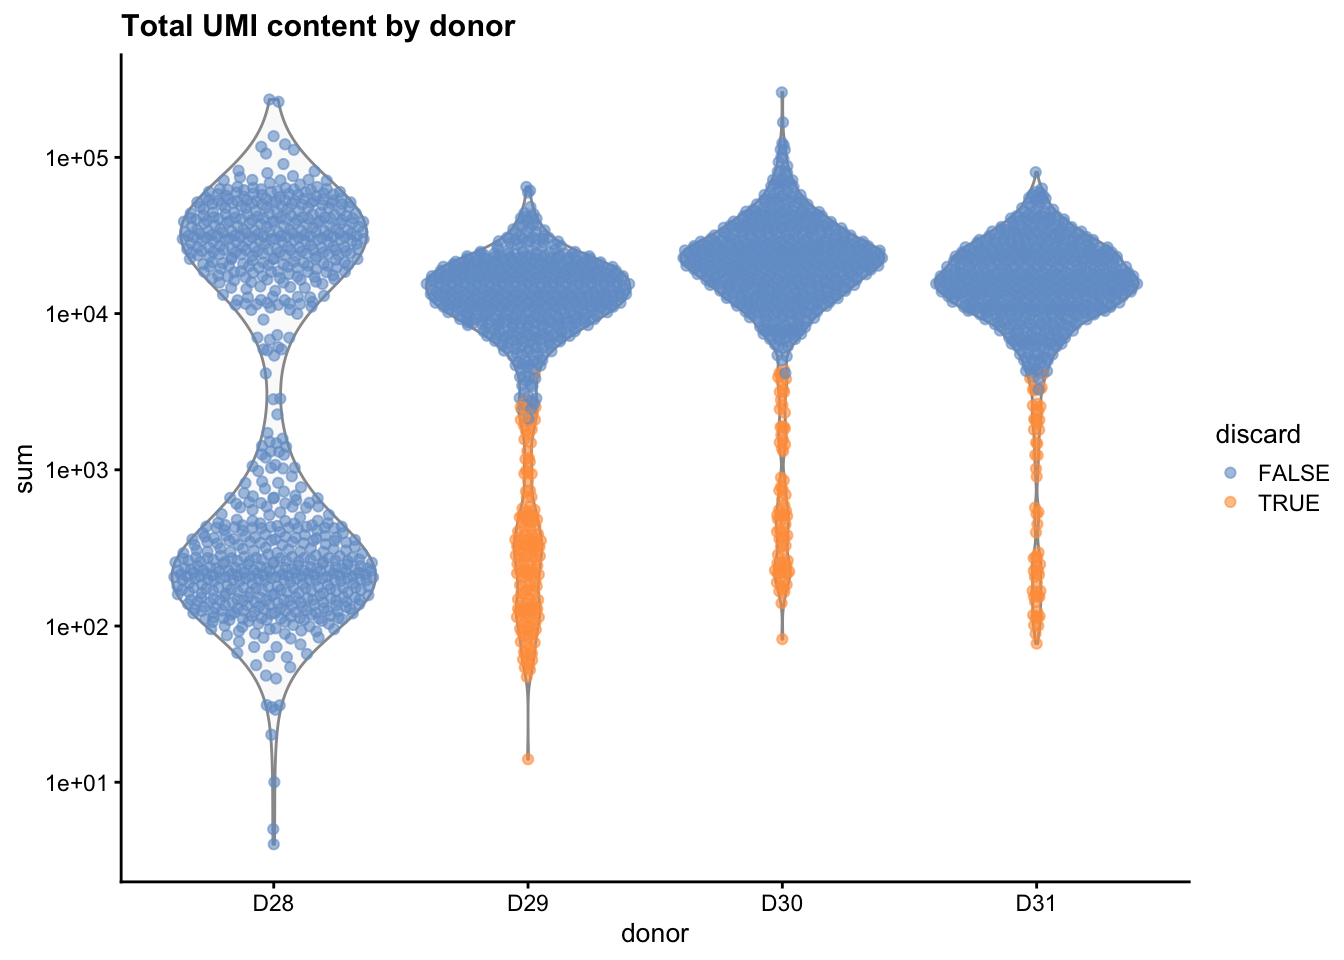 Total UMI content by donor
1e+05
1e+04
1e+03
1e+02
1e+01
sum
D28 D29 D30 D31
donor
discard
FALSE
TRUE